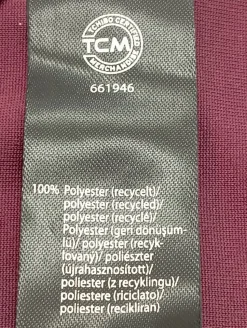 TCHIBO CERTIFIED
TCM
MERCHANDISE
661946
100% Polyester (recycelt)/
polyester (recycled)/
polyester (recyclé)/
Polyester (geri dönüşüm-
lü)/ polyester (recyk-
lovaný)/ poliészter
(újrahasznosított)/
poliester (z recyklingu)/
poliestere (riciclato)/
poliester (recikliran)